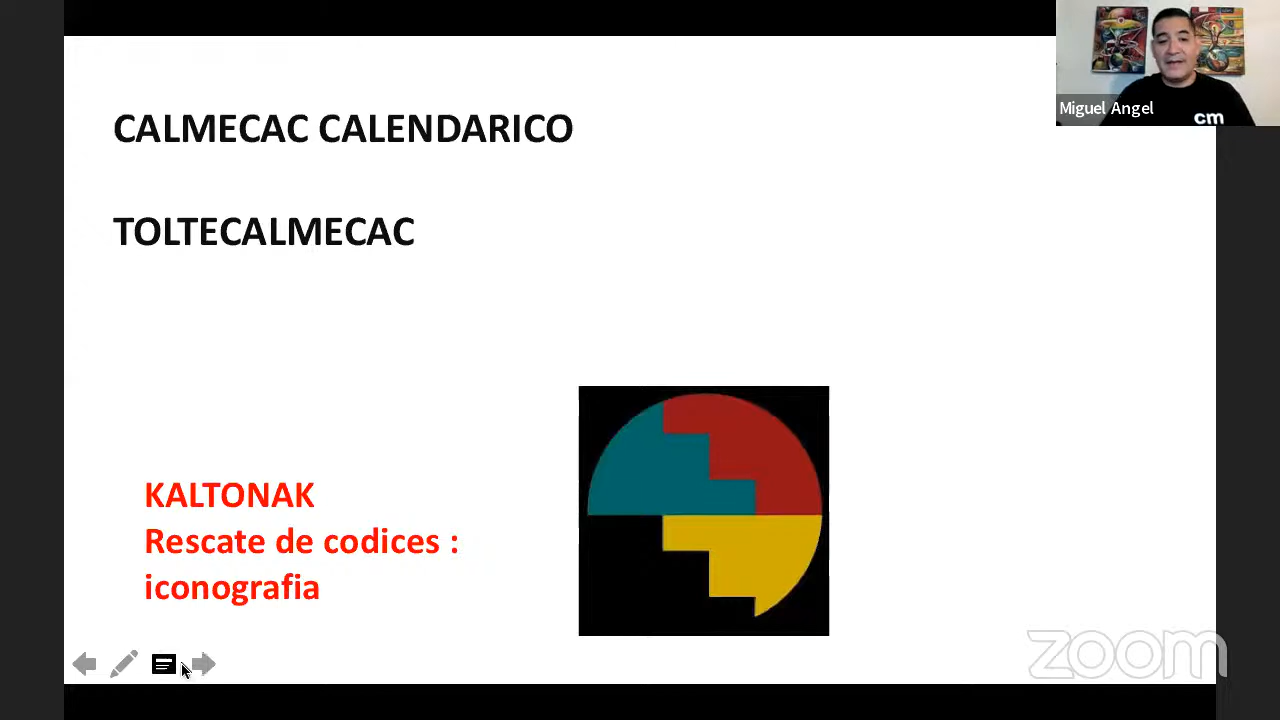 CALMECAC CALENDARICO
TOLTECALMECAC
KALTONAK
Rescate de codices :
iconografia
Miguel Angel
cm
zoom